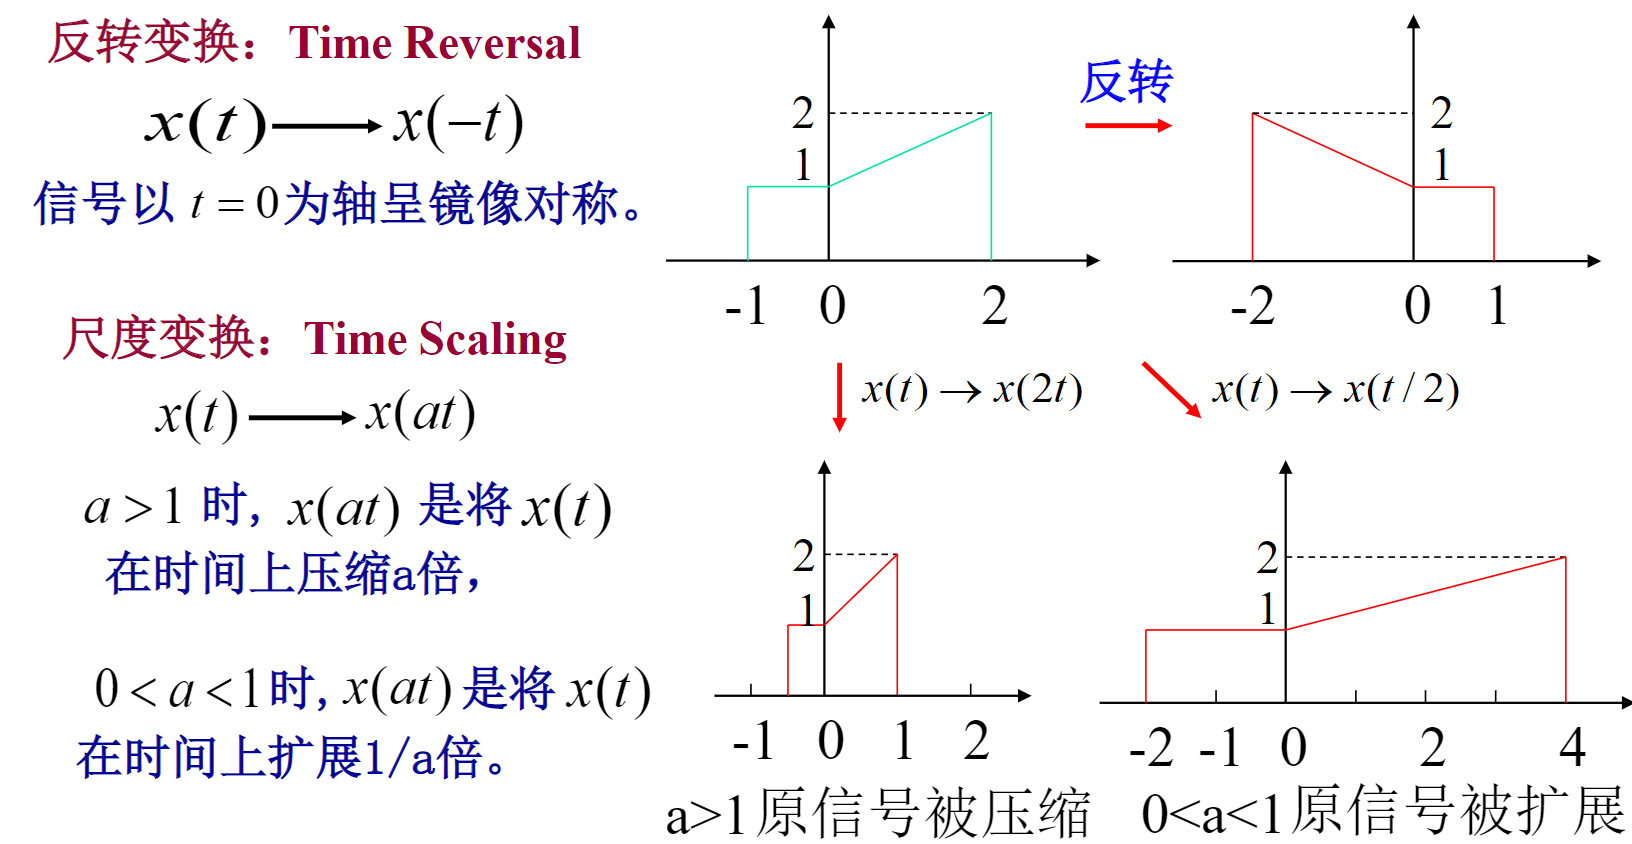 反转变换：Time Reversal
x(t) → x(−t)
信号以 t = 0 为轴呈镜像对称。
尺度变换：Time Scaling
x(t) → x(at)
a > 1 时, x(at) 是将 x(t)
在时间上压缩a倍，
0 < a < 1时, x(at) 是将 x(t)
在时间上扩展1/a倍。
2
1
-1 0 2
反转
2
1
-2 0 1
x(t) → x(2t)
x(t) → x(t / 2)
2
1
-1 0 1 2
a>1原信号被压缩
2
1
-2 -1 0 2 4
0<a<1原信号被扩展